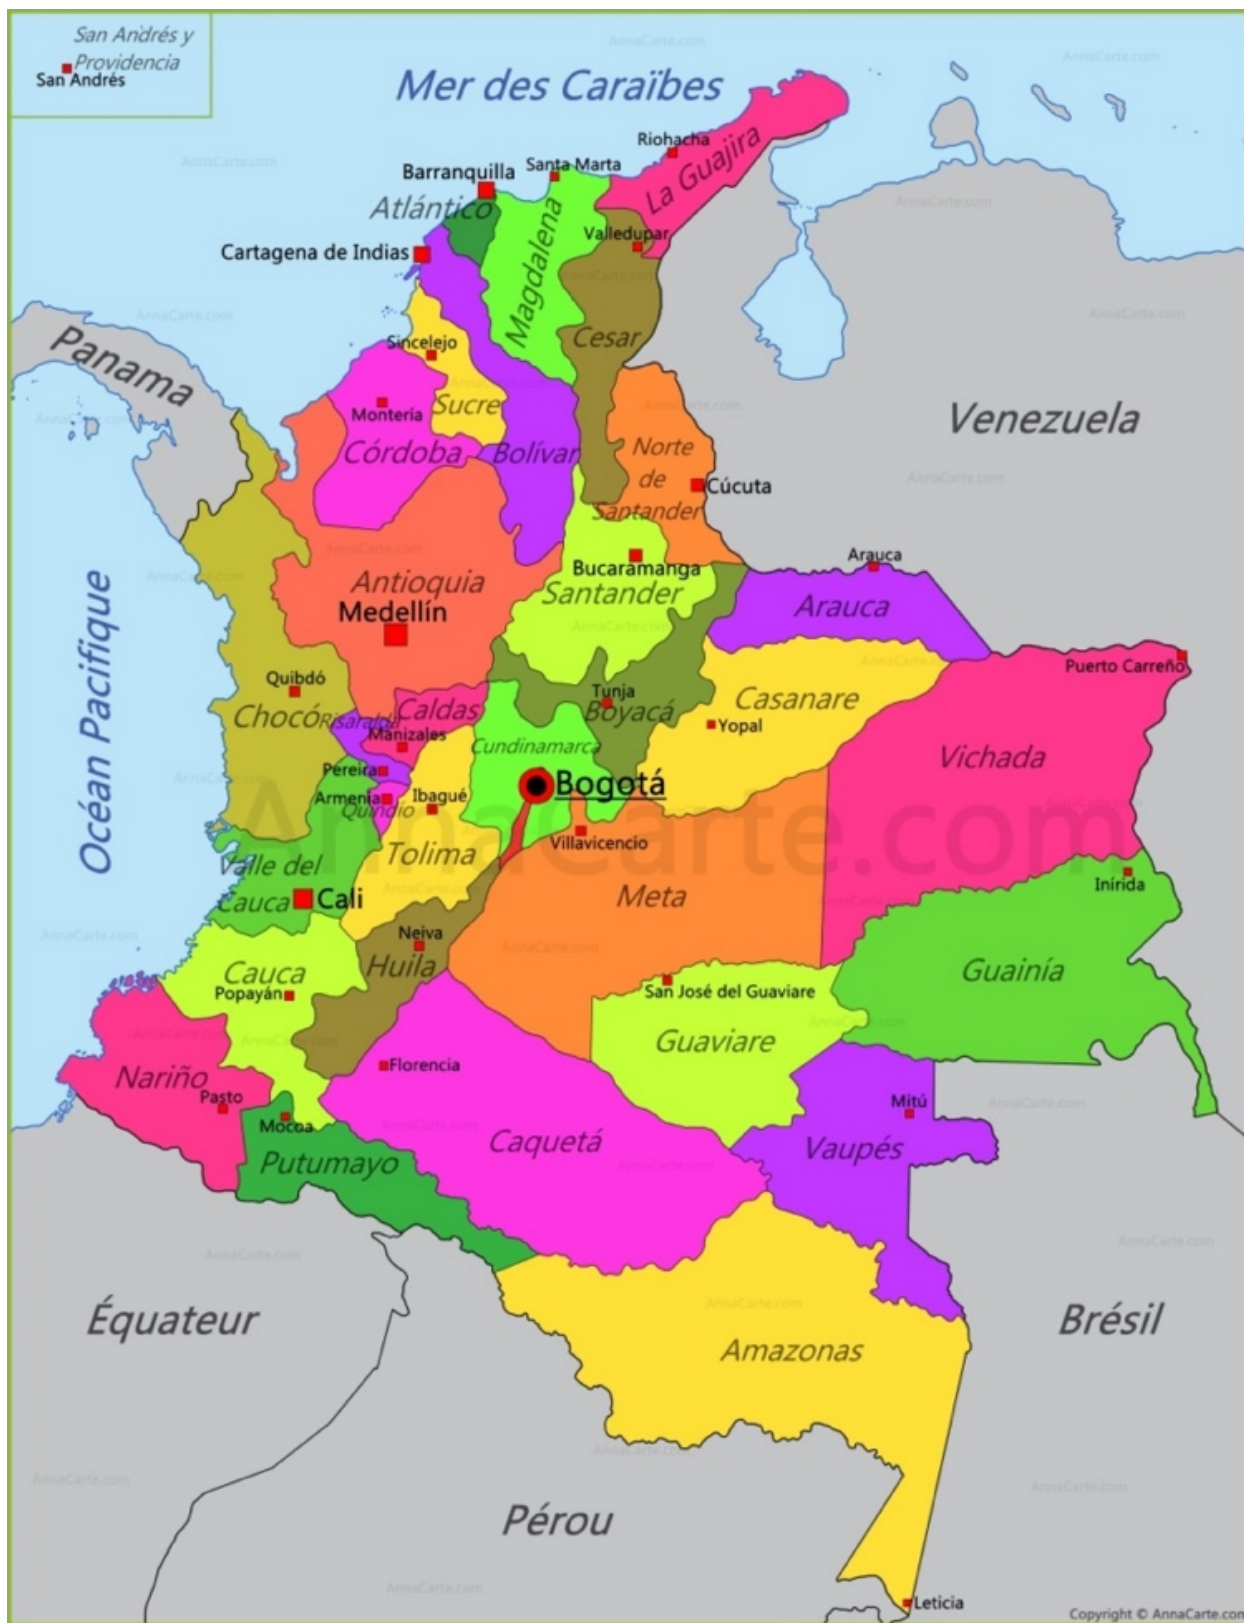 San Andrés y
Providencia
San Andrés
Mer des Caraïbes
Riohacha
La Guajira
Santa Marta
Barranquilla
Atlántico
Magdalena
Valledupar
Cartagena de Indias
Cesar
Sincelejo
Sucre
Panama
Montería
Córdoba
Bolívar
Norte
de
Santander
Cúcuta
Venezuela
Arauca
Arauca
Bucaramanga
Santander
Antioquia
Medellín
Océan Pacifique
Quibdó
Chocó
Risaralda
Caldas
Manizales
Pereira
Armenia
Quindío
Ibagué
Tolima
Cundinamarca
Bogotá
Tunja
Boyacá
Casanare
Yopal
Puerto Carreño
Vichada
Villavicencio
Meta
Valle del
Cauca
Cali
Inírida
Guainía
Neiva
Huila
Cauca
Popayán
San José del Guaviare
Guaviare
Florencia
Nariño
Pasto
Mocoa
Putumayo
Caquetá
Mitú
Vaupés
Équateur
Amazonas
Brésil
Pérou
Leticia
AnnaCarte.com
Copyright © AnnaCarte.com